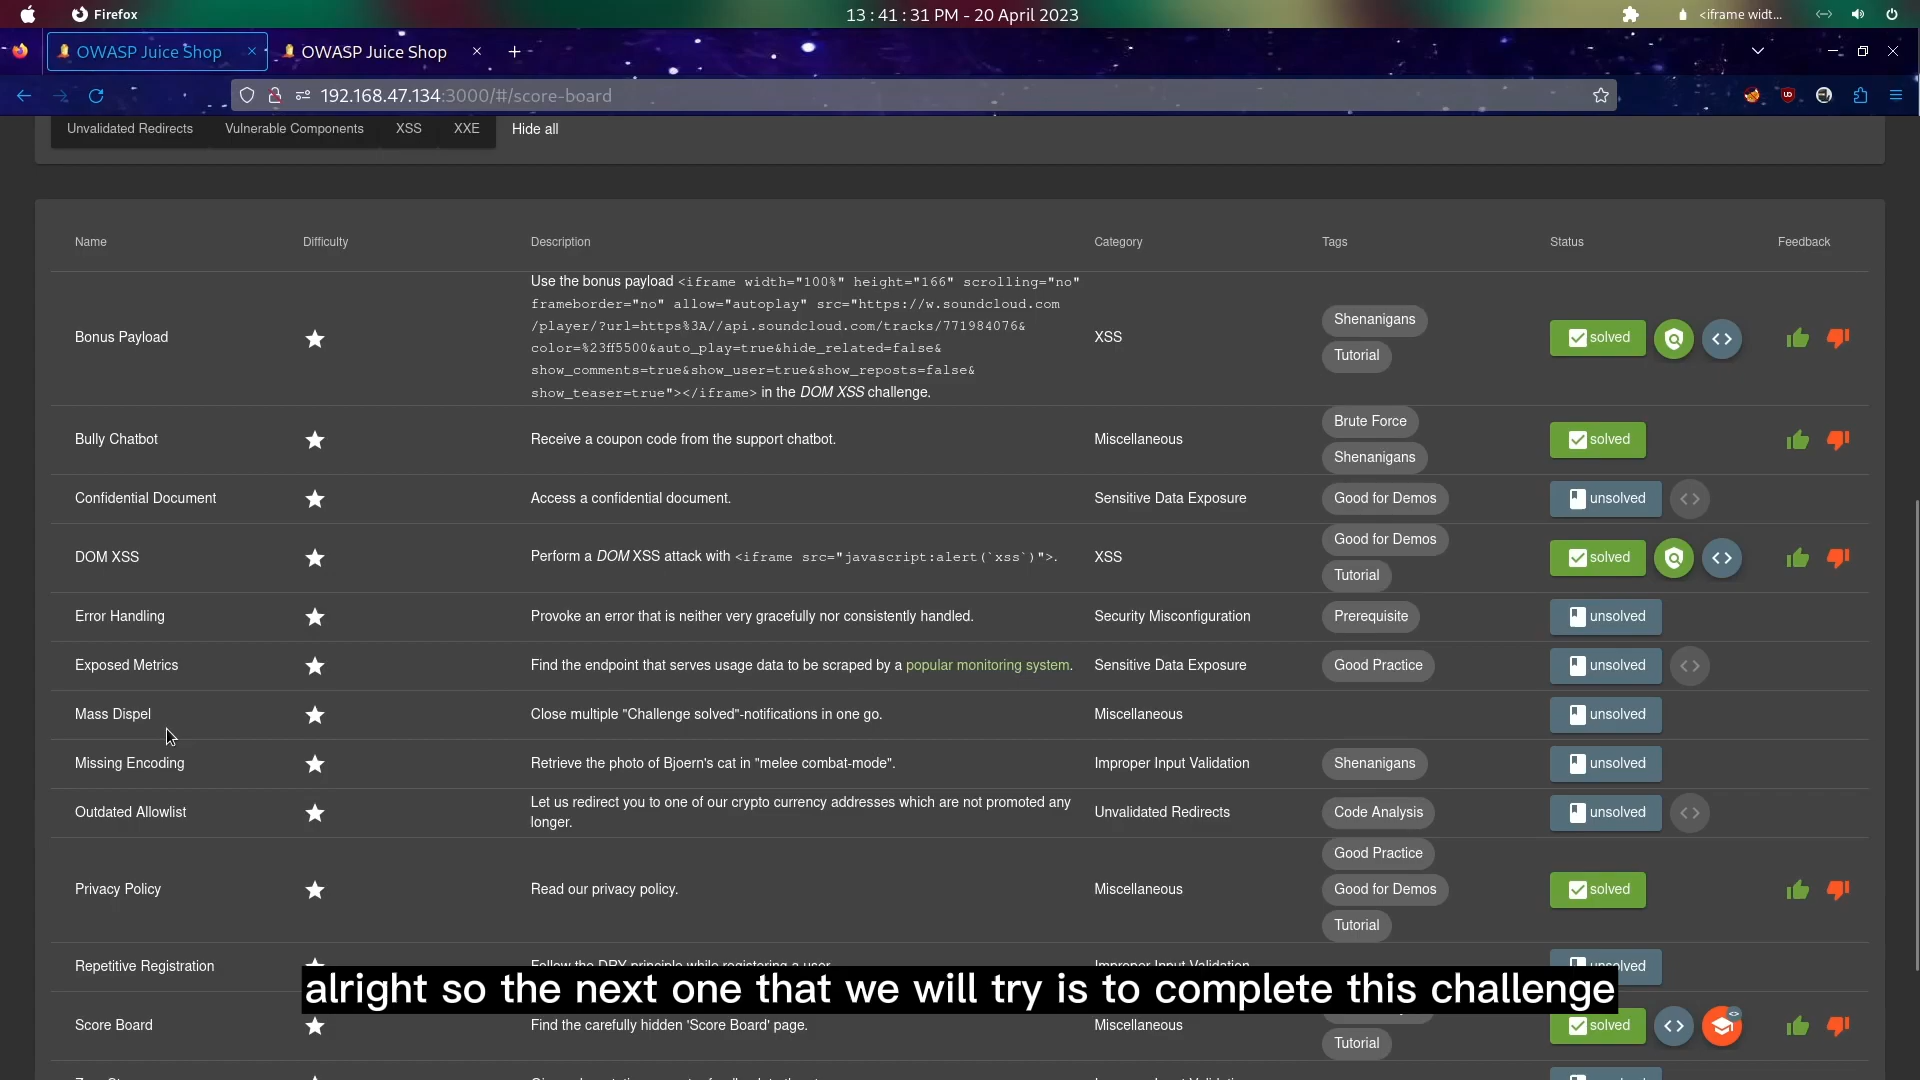 Firefox
13 : 41 : 31 PM - 20 April 2023
<iframe widt...
OWASP Juice Shop
OWASP Juice Shop
192.168.47.134:3000/#/score-board
Unvalidated Redirects
Vulnerable Components
XSS
XXE
Hide all
Name
Difficulty
Description
Category
Tags
Status
Feedback
Bonus Payload
Use the bonus payload <iframe width="100%" height="166" scrolling="no"
frameborder="no" allow="autoplay" src="https://w.soundcloud.com
/player/?url=https%3A//api.soundcloud.com/tracks/771984076&
color=%23ff5500&auto_play=true&hide_related=false&
show_comments=true&show_user=true&show_reposts=false&
show_teaser=true"></iframe> in the DOM XSS challenge.
XSS
Shenanigans
Tutorial
solved
Bully Chatbot
Receive a coupon code from the support chatbot.
Miscellaneous
Brute Force
Shenanigans
solved
Confidential Document
Access a confidential document.
Sensitive Data Exposure
Good for Demos
unsolved
DOM XSS
Perform a DOM XSS attack with <iframe src="javascript:alert(`xss`)">.
XSS
Good for Demos
Tutorial
solved
Error Handling
Provoke an error that is neither very gracefully nor consistently handled.
Security Misconfiguration
Prerequisite
unsolved
Exposed Metrics
Find the endpoint that serves usage data to be scraped by a popular monitoring system.
Sensitive Data Exposure
Good Practice
unsolved
Mass Dispel
Close multiple "Challenge solved"-notifications in one go.
Miscellaneous
unsolved
Missing Encoding
Retrieve the photo of Bjoern's cat in "melee combat-mode".
Improper Input Validation
Shenanigans
unsolved
Outdated Allowlist
Let us redirect you to one of our crypto currency addresses which are not promoted any
longer.
Unvalidated Redirects
Code Analysis
unsolved
Privacy Policy
Read our privacy policy.
Miscellaneous
Good Practice
Good for Demos
Tutorial
solved
Repetitive Registration
Follow the DRY principle while registering a user.
Improper Input Validation
unsolved
alright so the next one that we will try is to complete this challenge
Score Board
Find the carefully hidden 'Score Board' page.
Miscellaneous
Tutorial
solved